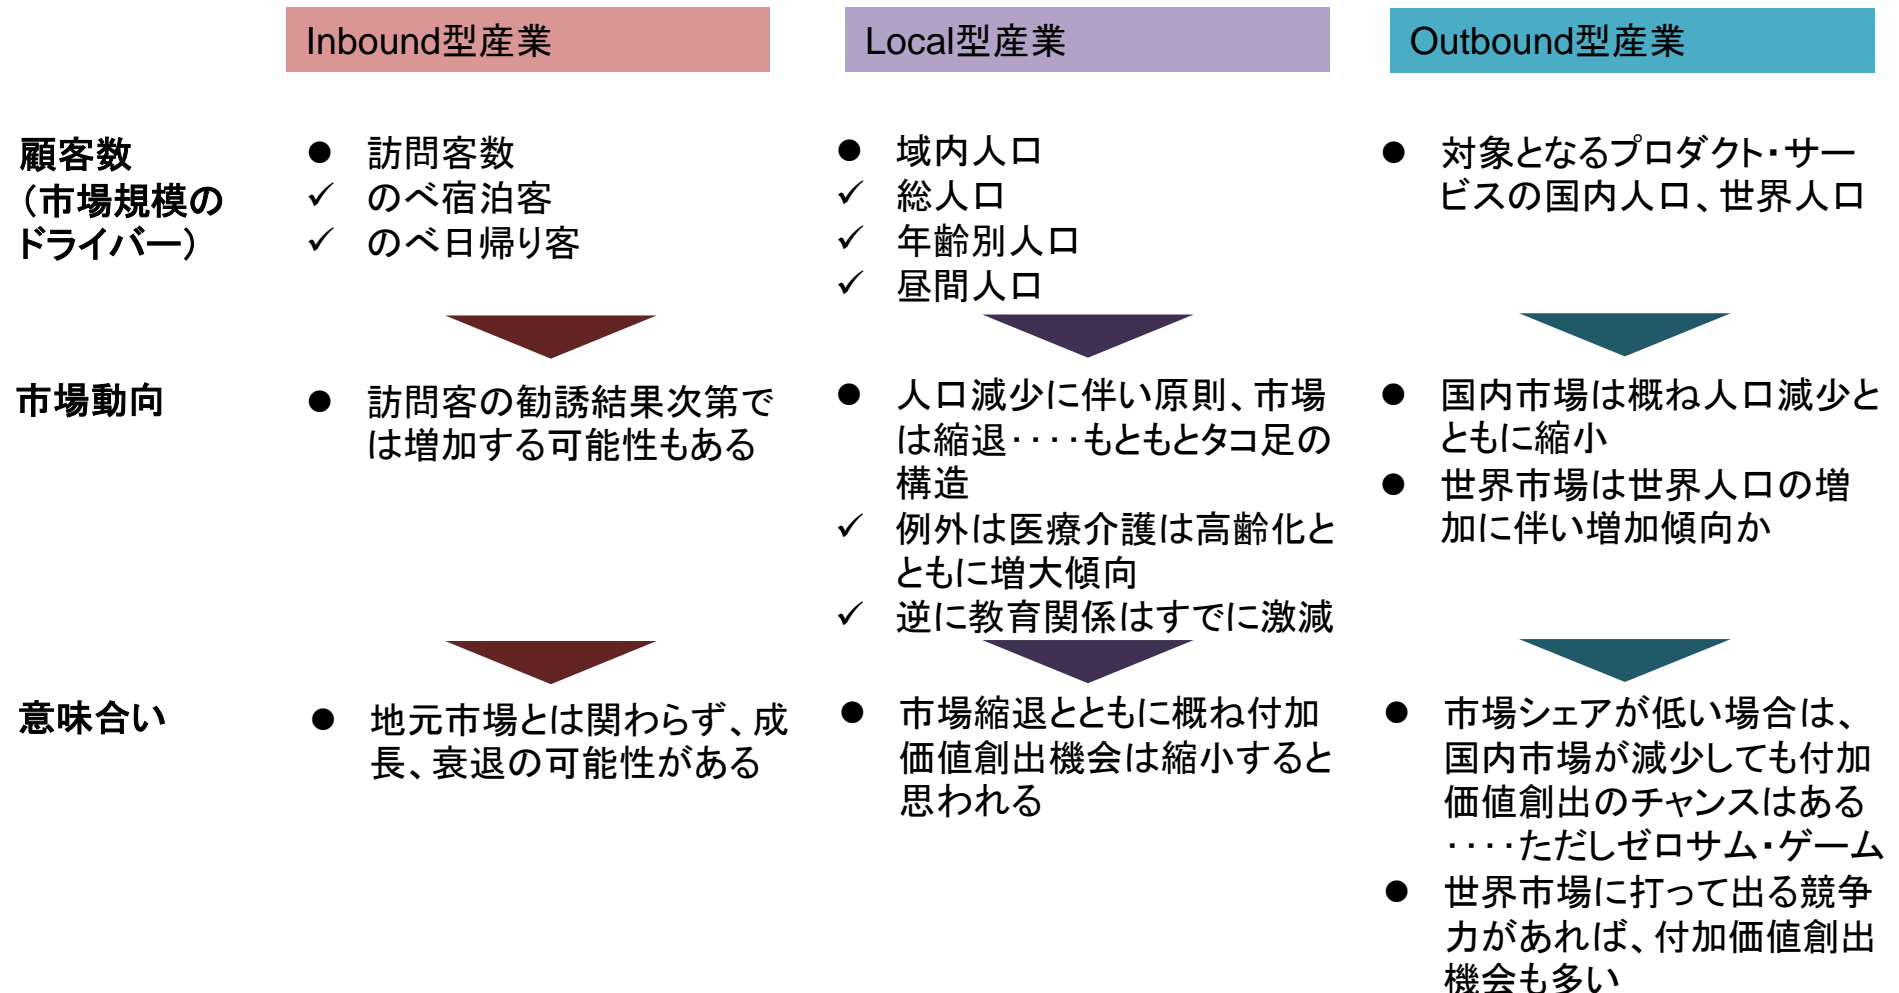 Inbound型産業
Local型産業
Outbound型産業
顧客数
（市場規模の
ドライバー）
● 訪問客数
✓ のべ宿泊客
✓ のべ日帰り客
● 域内人口
✓ 総人口
✓ 年齢別人口
✓ 昼間人口
● 対象となるプロダクト・サー
ビスの国内人口、世界人口
市場動向
● 訪問客の勧誘結果次第で
は増加する可能性もある
● 人口減少に伴い原則、市場
は縮退‥‥もともとタコ足の
構造
✓ 例外は医療介護は高齢化と
ともに増大傾向
✓ 逆に教育関係はすでに激減
● 国内市場は概ね人口減少と
ともに縮小
● 世界市場は世界人口の増
加に伴い増加傾向か
意味合い
● 地元市場とは関わらず、成
長、衰退の可能性がある
● 市場縮退とともに概ね付加
価値創出機会は縮小すると
思われる
● 市場シェアが低い場合は、
国内市場が減少しても付加
価値創出のチャンスはある
‥‥ただしゼロサム・ゲーム
● 世界市場に打って出る競争
力があれば、付加価値創出
機会も多い